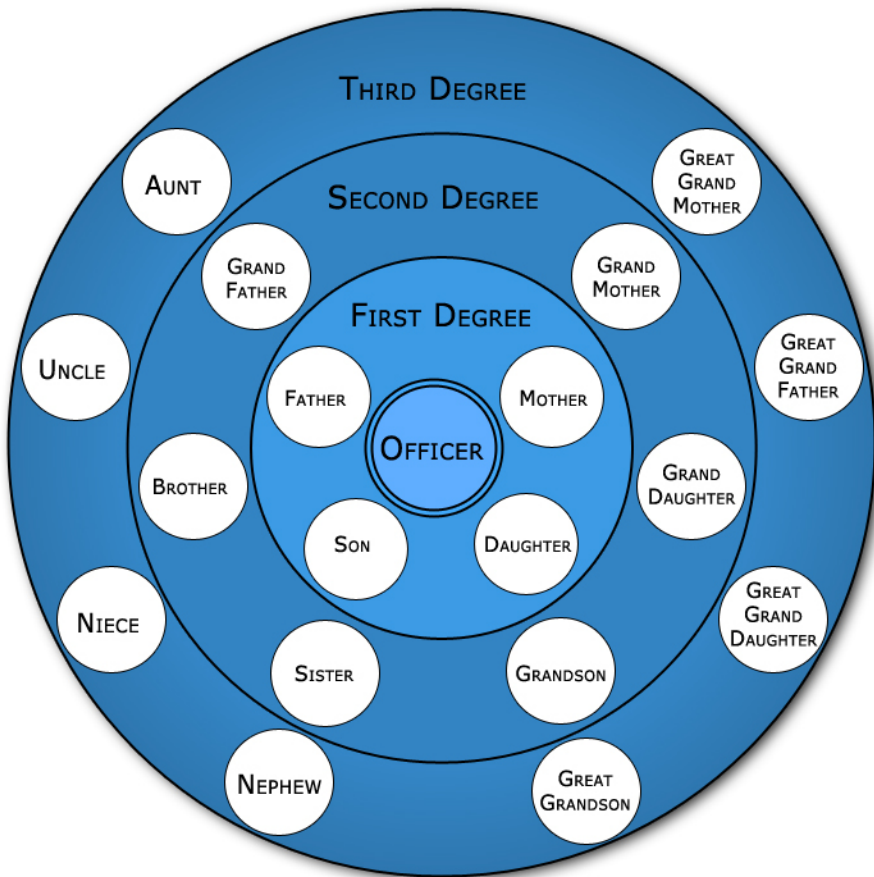 Third Degree
Aunt
Great
Grand
Mother
Second Degree
Grand
Father
Grand
Mother
First Degree
Uncle
Great
Grand
Father
Father
Mother
Officer
Brother
Grand
Daughter
Son
Daughter
Niece
Great
Grand
Daughter
Sister
Grandson
Nephew
Great
Grandson